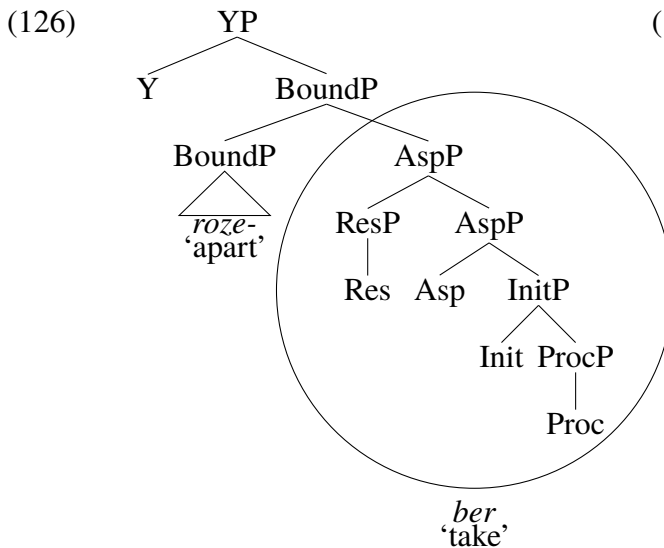 (126) YP (
Y BoundP
BoundP AspP
roze- ResP AspP
‘apart’
Res Asp InitP
Init ProcP
Proc
ber
‘take’